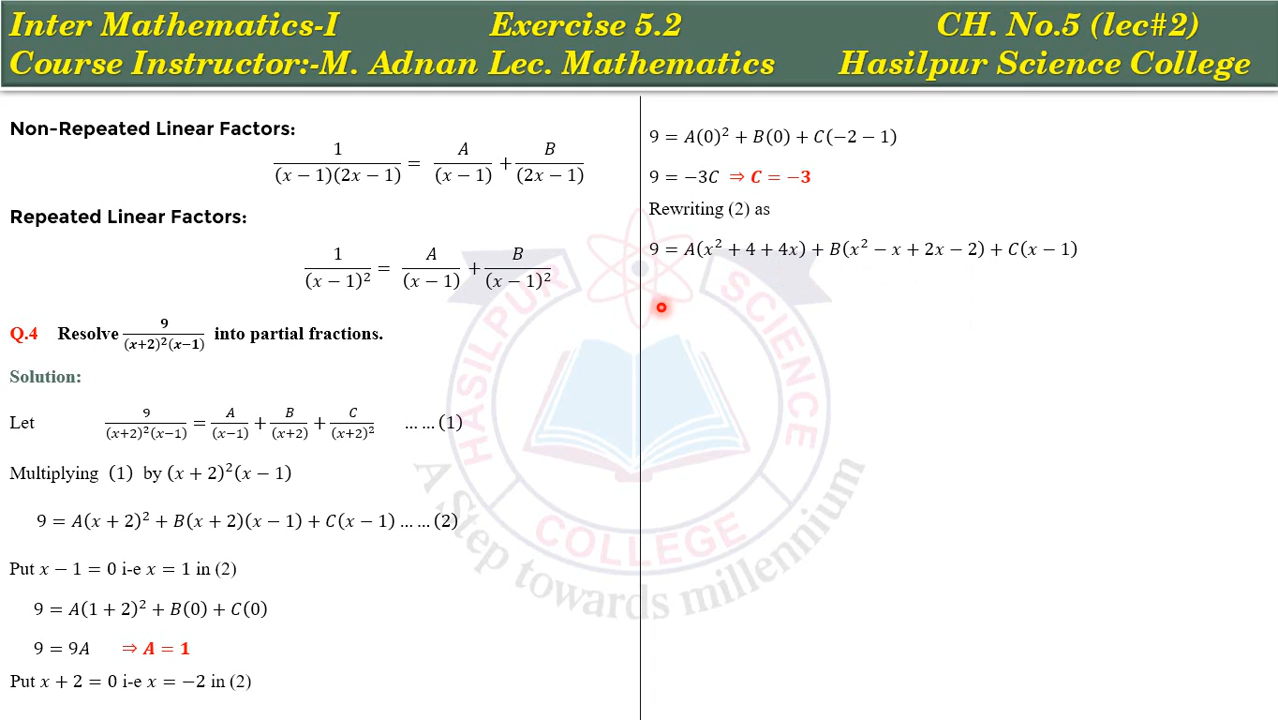 Inter Mathematics-I Exercise 5.2 CH. No.5 (lec#2)
Course Instructor:-M. Adnan Lec. Mathematics Hasilpur Science College
Non-Repeated Linear Factors:
1/((x − 1)(2x − 1)) = A/(x − 1) + B/(2x − 1)
Repeated Linear Factors:
1/(x − 1)² = A/(x − 1) + B/(x − 1)²
Q.4 Resolve 9/((x+2)²(x−1)) into partial fractions.
Solution:
Let 9/((x+2)²(x−1)) = A/(x−1) + B/(x+2) + C/(x+2)² … … (1)
Multiplying (1) by (x + 2)²(x − 1)
9 = A(x + 2)² + B(x + 2)(x − 1) + C(x − 1) … … (2)
Put x − 1 = 0 i-e x = 1 in (2)
9 = A(1 + 2)² + B(0) + C(0)
9 = 9A ⇒ A = 1
Put x + 2 = 0 i-e x = −2 in (2)
9 = A(0)² + B(0) + C(−2 − 1)
9 = −3C ⇒ C = −3
Rewriting (2) as
9 = A(x² + 4 + 4x) + B(x² − x + 2x − 2) + C(x − 1)
HASILPUR SCIENCE COLLEGE
A Step towards millennium